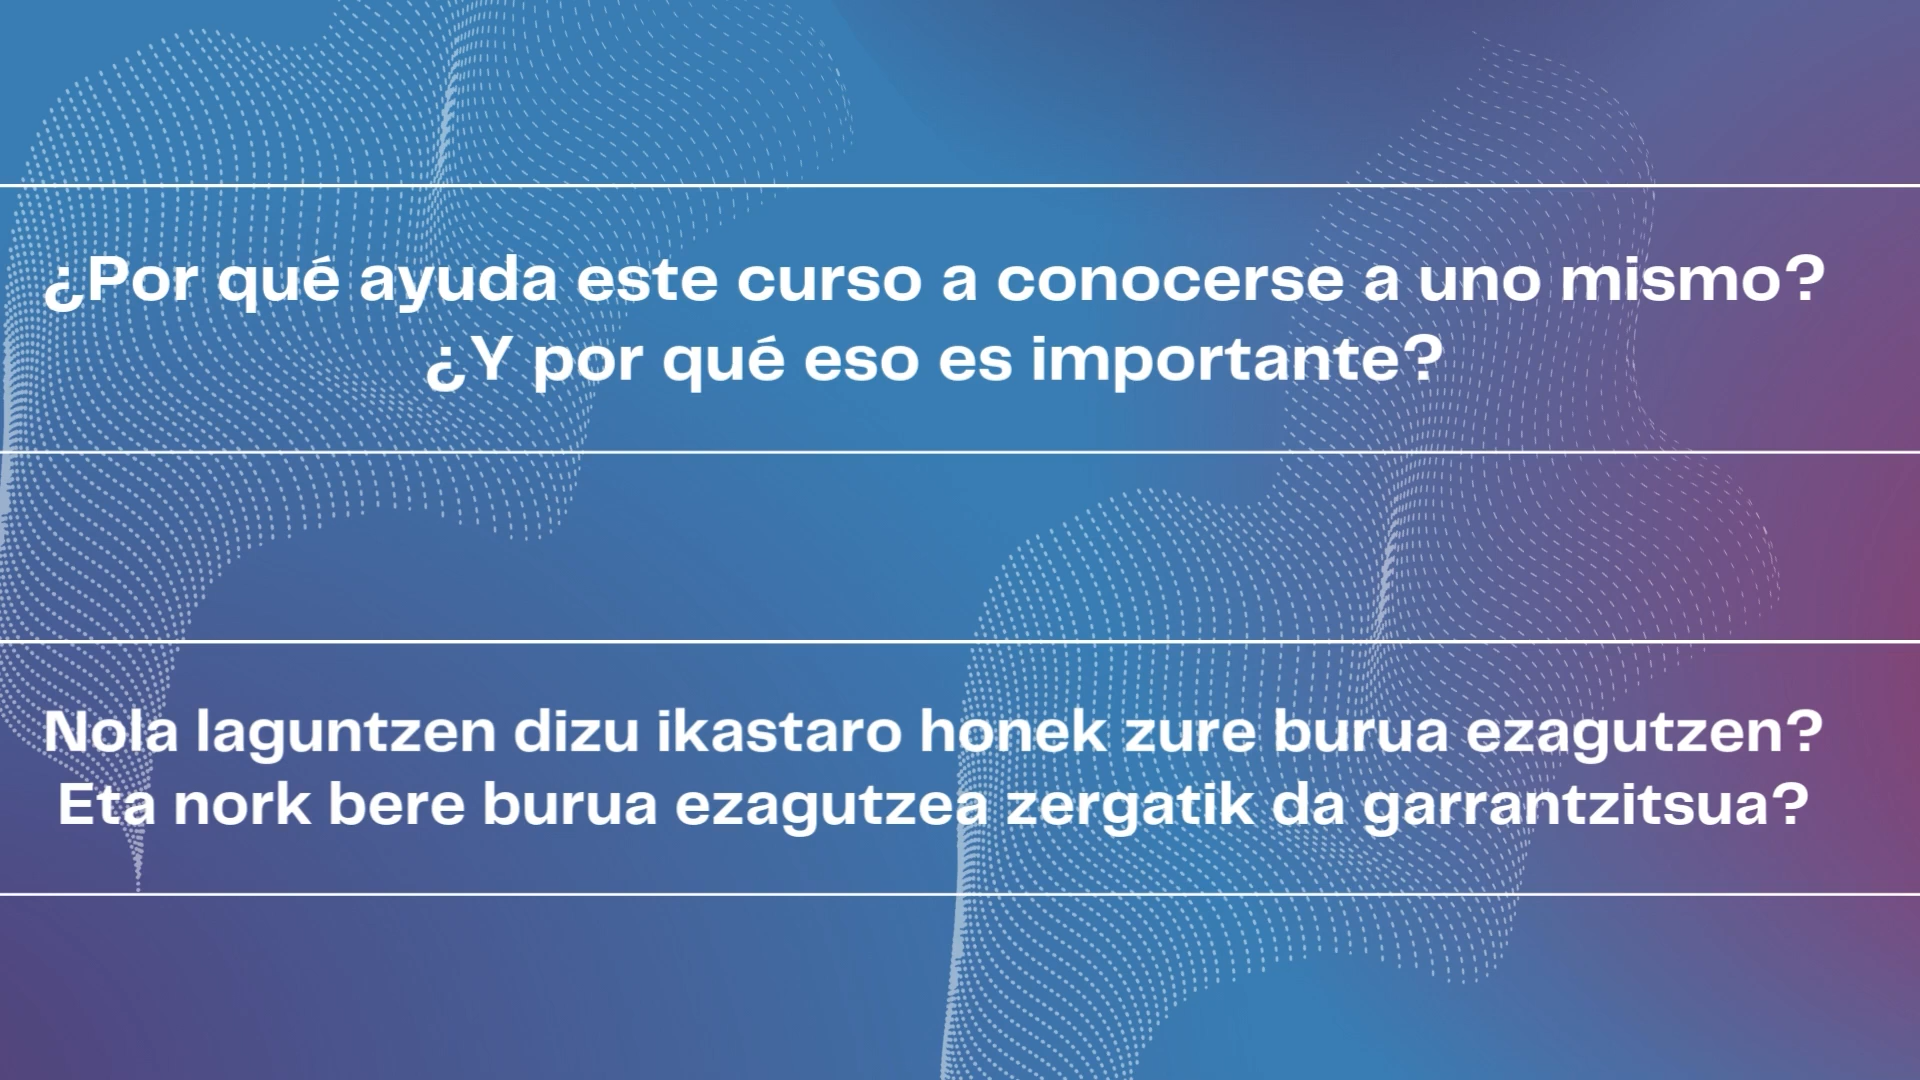 ¿Por qué ayuda este curso a conocerse a uno mismo?
¿Y por qué eso es importante?
Nola laguntzen dizu ikastaro honek zure burua ezagutzen?
Eta nork bere burua ezagutzea zergatik da garrantzitsua?